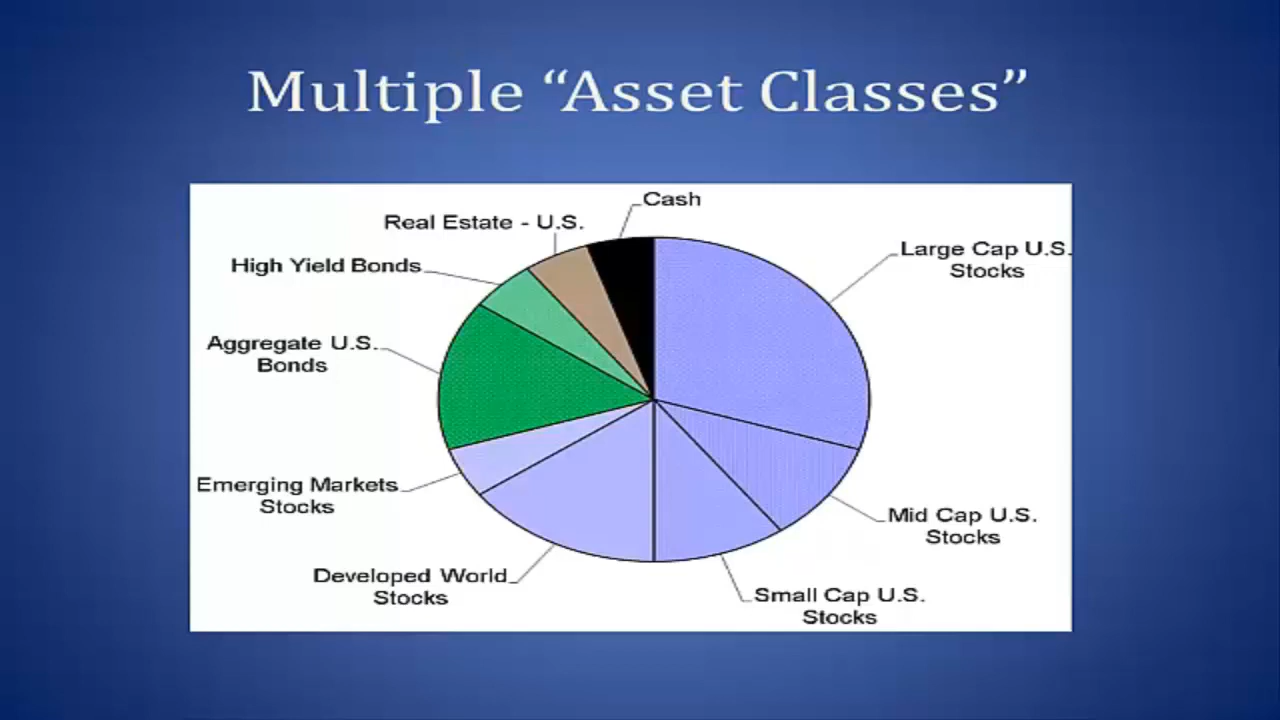 Multiple “Asset Classes”
Cash
Real Estate - U.S.
Large Cap U.S.
Stocks
High Yield Bonds
Aggregate U.S.
Bonds
Emerging Markets
Stocks
Mid Cap U.S.
Stocks
Developed World
Stocks
Small Cap U.S.
Stocks